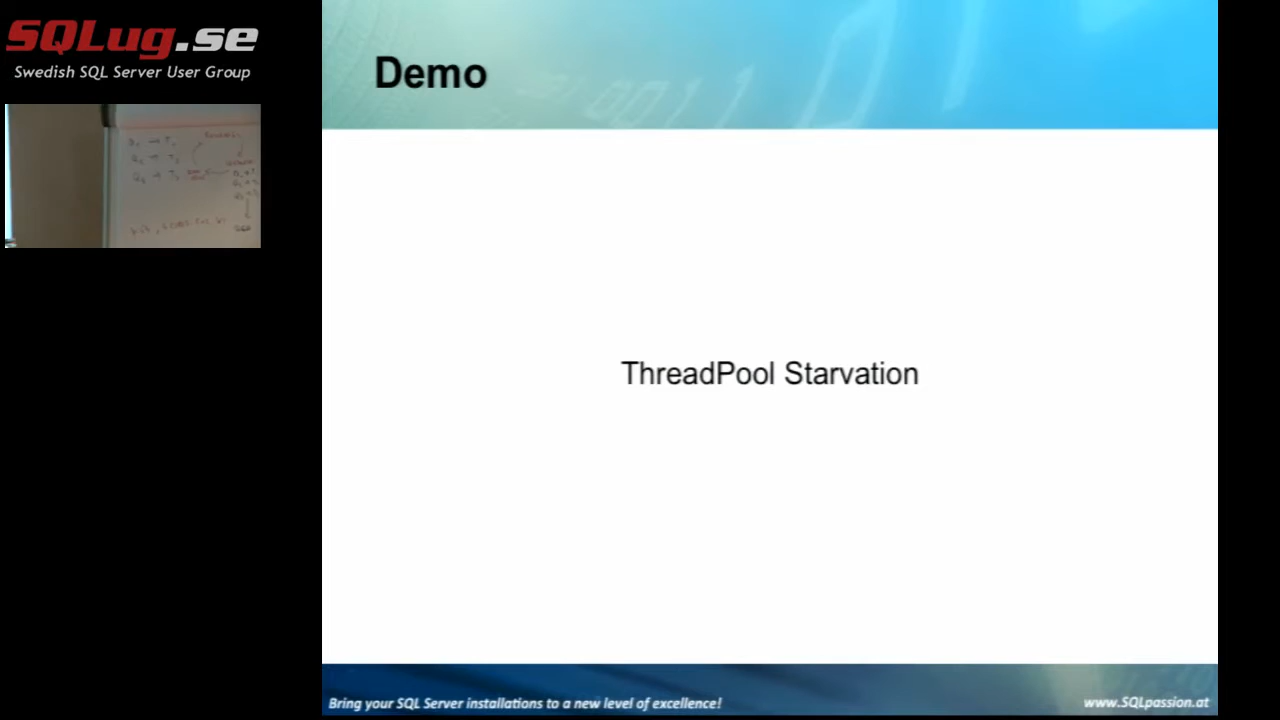 SQLug.se
Swedish SQL Server User Group
Demo
ThreadPool Starvation
Bring your SQL Server installations to a new level of excellence!
www.SQLpassion.at